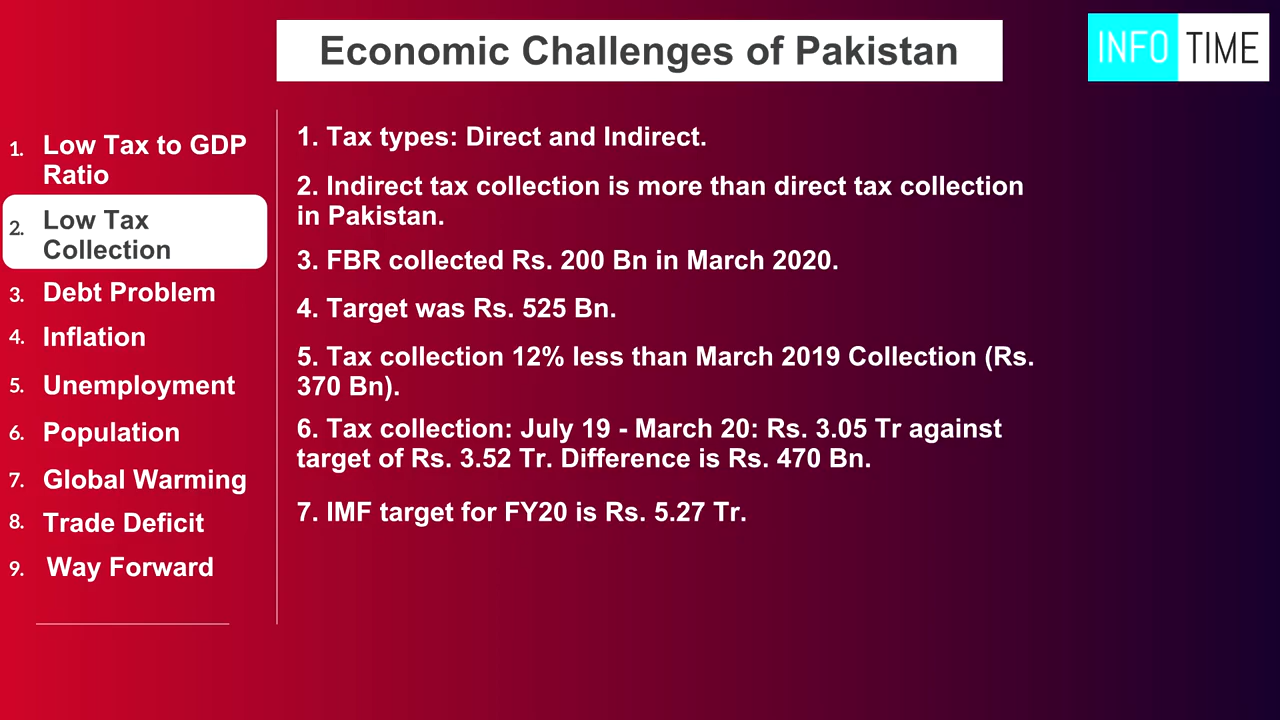 Economic Challenges of Pakistan
INFO TIME
1. Low Tax to GDP
Ratio
2. Low Tax
Collection
3. Debt Problem
4. Inflation
5. Unemployment
6. Population
7. Global Warming
8. Trade Deficit
9. Way Forward
1. Tax types: Direct and Indirect.
2. Indirect tax collection is more than direct tax collection
in Pakistan.
3. FBR collected Rs. 200 Bn in March 2020.
4. Target was Rs. 525 Bn.
5. Tax collection 12% less than March 2019 Collection (Rs.
370 Bn).
6. Tax collection: July 19 - March 20: Rs. 3.05 Tr against
target of Rs. 3.52 Tr. Difference is Rs. 470 Bn.
7. IMF target for FY20 is Rs. 5.27 Tr.